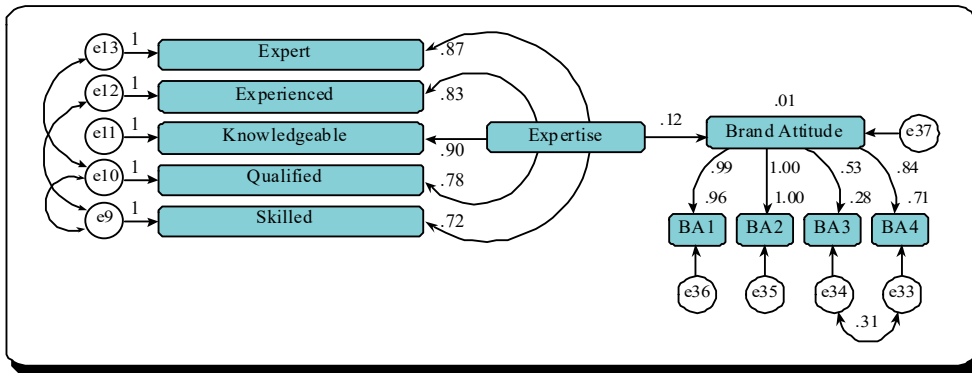 e13 1 Expert .87
e12 1 Experienced .83
e11 1 Knowledgeable .90
e10 1 Qualified .78
e9 1 Skilled .72
Expertise .12 .01
Brand Attitude e37
.99 1.00 .53 .84
.96 1.00 .28 .71
BA1 BA2 BA3 BA4
e36 e35 e34 e33
.31